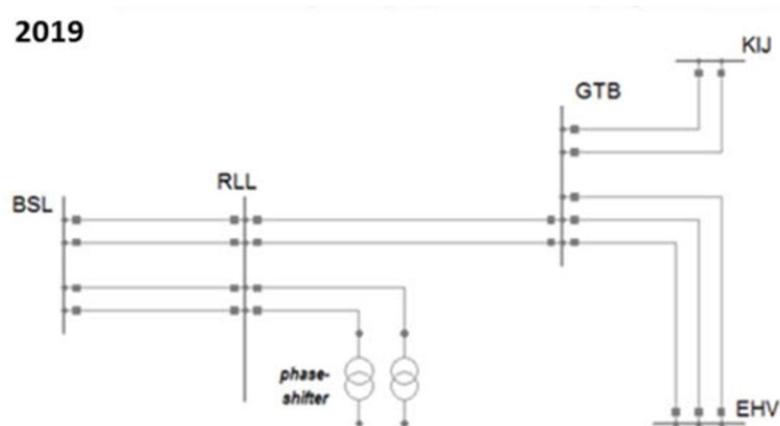 2019
KIJ
GTB
RLL
BSL
phase-
shifter
EHV